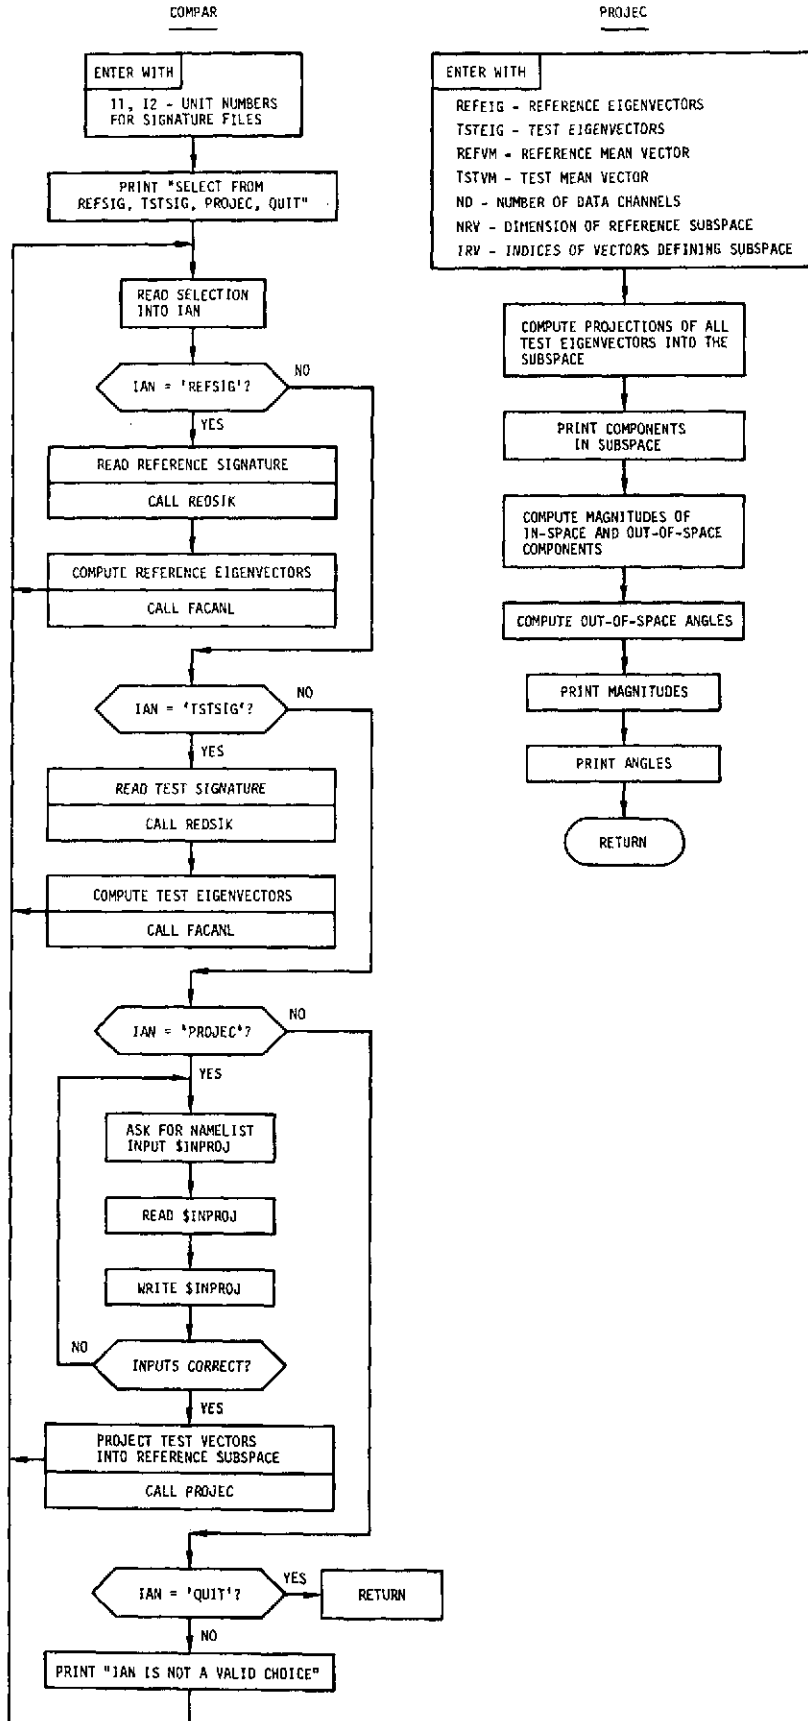 COMPAR
ENTER WITH
I1, I2 - UNIT NUMBERS
FOR SIGNATURE FILES
PRINT "SELECT FROM
REFSIG, TSTSIG, PROJEC, QUIT"
READ SELECTION
INTO IAN
IAN = 'REFSIG'?
NO
YES
READ REFERENCE SIGNATURE
CALL REDSIK
COMPUTE REFERENCE EIGENVECTORS
CALL FACANL
IAN = 'TSTSIG'?
NO
YES
READ TEST SIGNATURE
CALL REDSIK
COMPUTE TEST EIGENVECTORS
CALL FACANL
IAN = 'PROJEC'?
NO
YES
ASK FOR NAMELIST
INPUT $INPROJ
READ $INPROJ
WRITE $INPROJ
NO
INPUTS CORRECT?
YES
PROJECT TEST VECTORS
INTO REFERENCE SUBSPACE
CALL PROJEC
IAN = 'QUIT'?
YES
RETURN
NO
PRINT "IAN IS NOT A VALID CHOICE"
PROJEC
ENTER WITH
REFEIG - REFERENCE EIGENVECTORS
TSTEIG - TEST EIGENVECTORS
REFVM - REFERENCE MEAN VECTOR
TSTVM - TEST MEAN VECTOR
ND - NUMBER OF DATA CHANNELS
NRV - DIMENSION OF REFERENCE SUBSPACE
IRV - INDICES OF VECTORS DEFINING SUBSPACE
COMPUTE PROJECTIONS OF ALL
TEST EIGENVECTORS INTO THE
SUBSPACE
PRINT COMPONENTS
IN SUBSPACE
COMPUTE MAGNITUDES OF
IN-SPACE AND OUT-OF-SPACE
COMPONENTS
COMPUTE OUT-OF-SPACE ANGLES
PRINT MAGNITUDES
PRINT ANGLES
RETURN